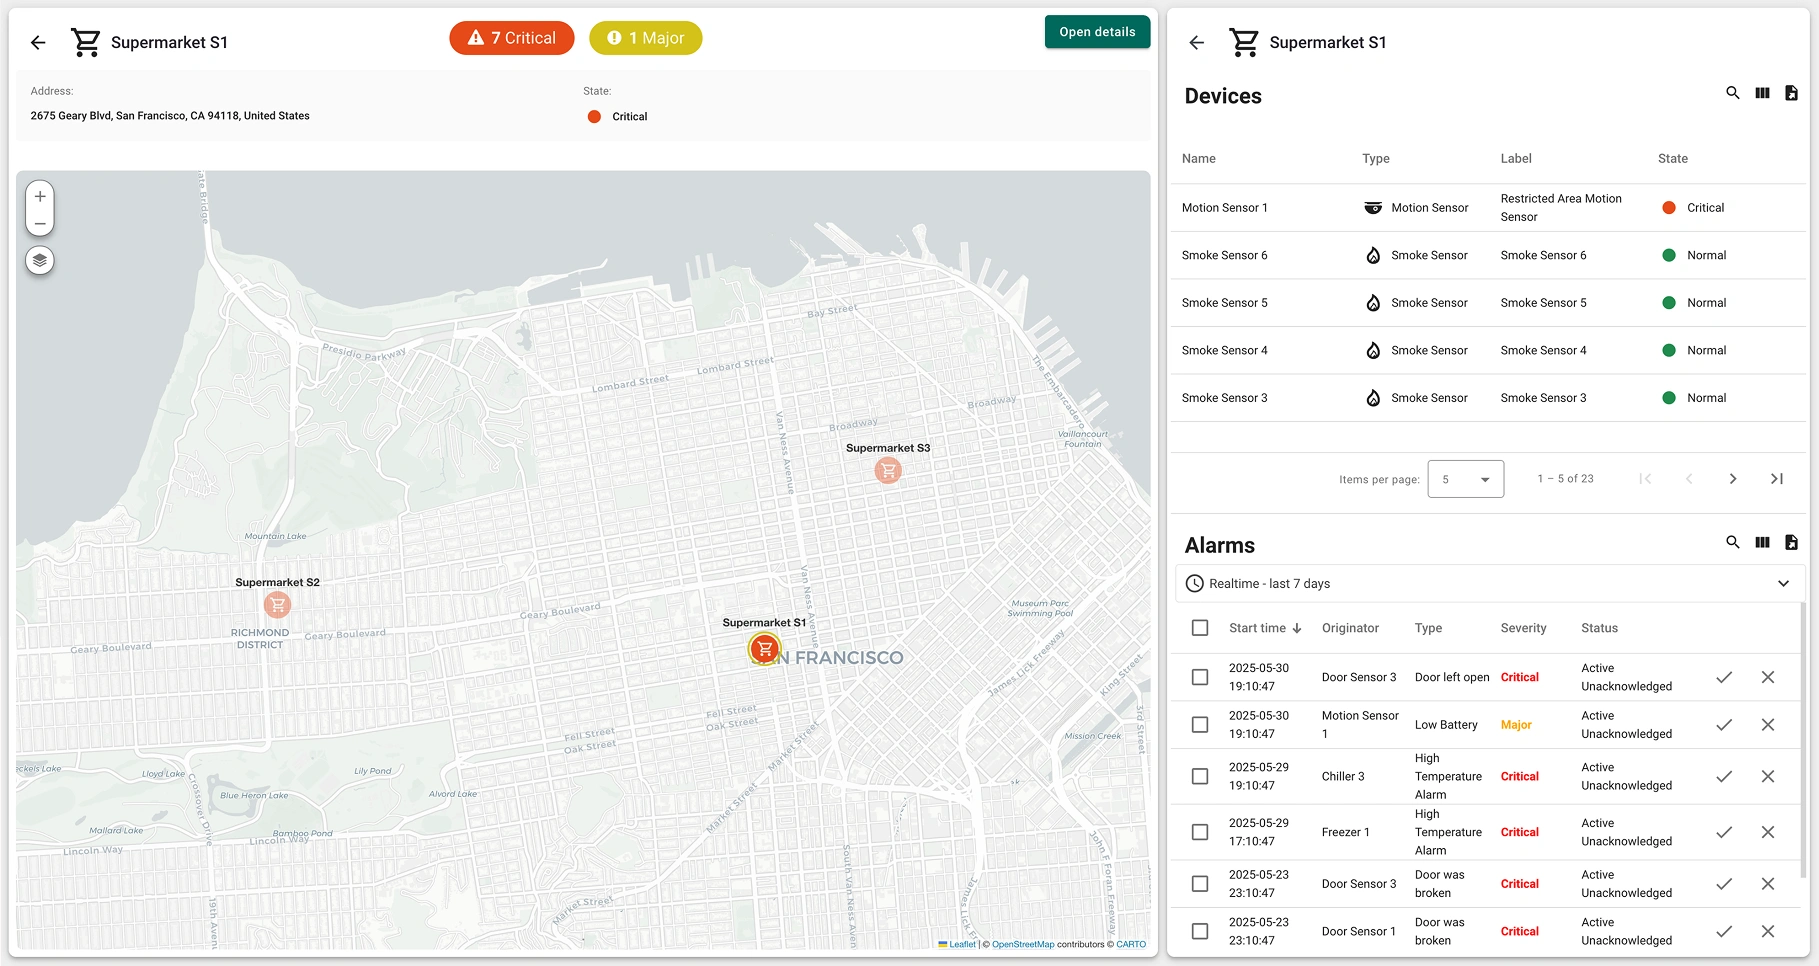 Supermarket S1
7 Critical
1 Major
Open details
Address:
2675 Geary Blvd, San Francisco, CA 94118, United States
State:
Critical
+
−
Presidio Parkway
Bay Street
Lombard Street
Lombard Street
The Embarcadero
Broadway
Broadway
Van Ness Avenue
Vaillancourt
Fountain
Supermarket S3
Mountain Lake
Supermarket S2
RICHMOND
DISTRICT
Geary Boulevard
Geary Boulevard
Geary Boulevard
Van Ness Avenue
Museum Parc
Swimming Pool
Supermarket S1
SAN FRANCISCO
James Lick Freeway
King Street
3rd Street
Fell Street
Oak Street
Fell Street
Oak Street
Mission Creek
Market Street
Lloyd Lake
Lily Pond
Crossover Drive
Blue Heron Lake
Alvord Lake
Mallard Lake
Bamboo Pond
Lincoln Way
Lincoln Way
Market Street
Market Street
South Van Ness Avenue
19th Avenue
James Lick Freeway
John F Foran Freeway
Leaflet | © OpenStreetMap contributors © CARTO
Supermarket S1
Devices
Name Type Label State
Motion Sensor 1 Motion Sensor Restricted Area Motion Sensor Critical
Smoke Sensor 6 Smoke Sensor Smoke Sensor 6 Normal
Smoke Sensor 5 Smoke Sensor Smoke Sensor 5 Normal
Smoke Sensor 4 Smoke Sensor Smoke Sensor 4 Normal
Smoke Sensor 3 Smoke Sensor Smoke Sensor 3 Normal
Items per page: 5 1 – 5 of 23
Alarms
Realtime - last 7 days
Start time Originator Type Severity Status
2025-05-30 19:10:47 Door Sensor 3 Door left open Critical Active Unacknowledged
2025-05-30 19:10:47 Motion Sensor 1 Low Battery Major Active Unacknowledged
2025-05-29 19:10:47 Chiller 3 High Temperature Alarm Critical Active Unacknowledged
2025-05-29 17:10:47 Freezer 1 High Temperature Alarm Critical Active Unacknowledged
2025-05-23 23:10:47 Door Sensor 3 Door was broken Critical Active Unacknowledged
2025-05-23 23:10:47 Door Sensor 1 Door was broken Critical Active Unacknowledged